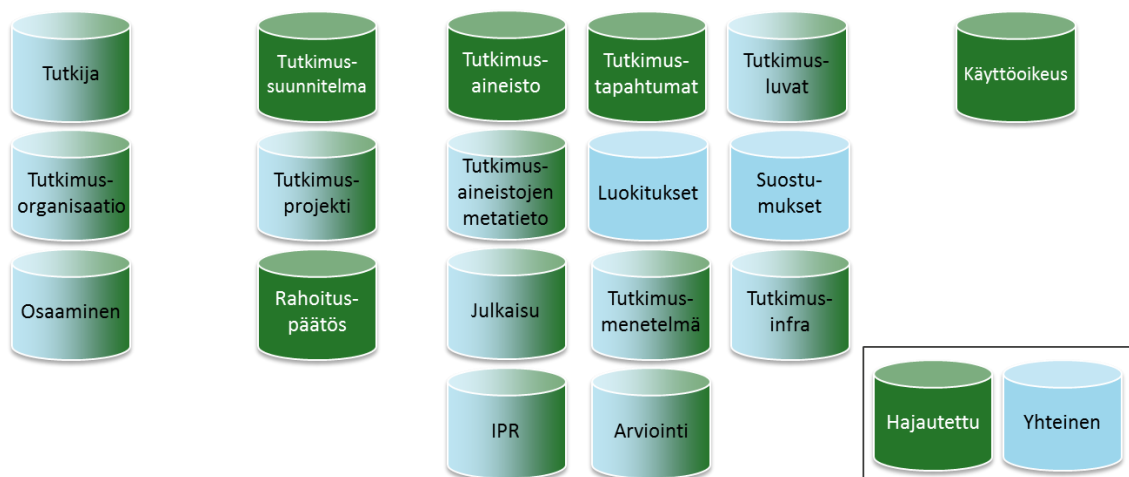 Tutkija
Tutkimus-
suunnitelma
Tutkimus-
aineisto
Tutkimus-
tapahtumat
Tutkimus-
luvat
Käyttöoikeus
Tutkimus-
organisaatio
Tutkimus-
projekti
Tutkimus-
aineistojen
metatieto
Luokitukset
Suostu-
mukset
Osaaminen
Rahoitus-
päätös
Julkaisu
Tutkimus-
menetelmä
Tutkimus-
infra
IPR
Arviointi
Hajautettu
Yhteinen